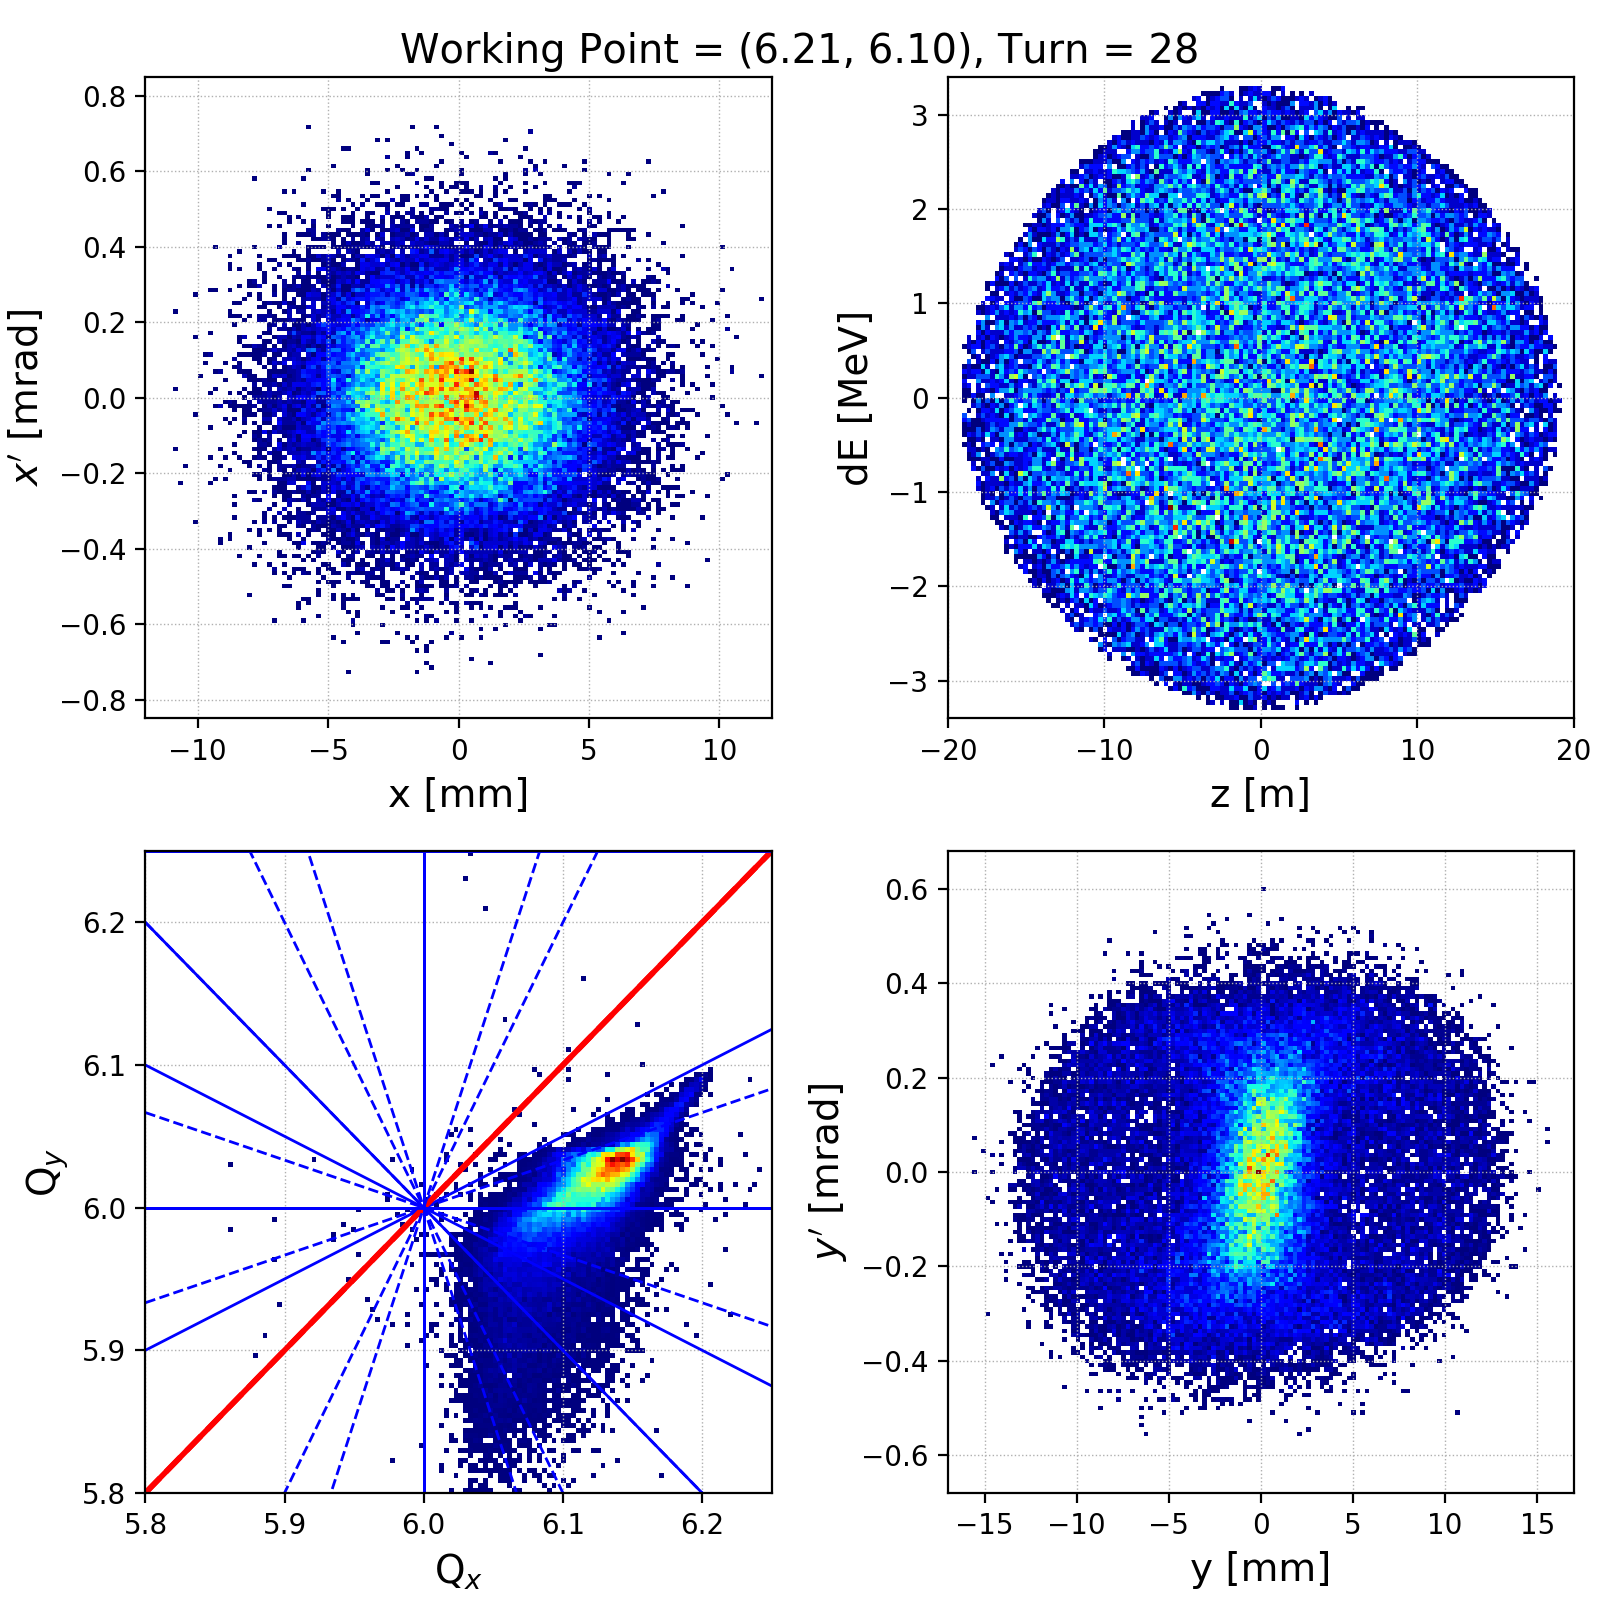 Working Point = (6.21, 6.10), Turn = 28
0.8
0.6
0.4
0.2
0.0
−0.2
−0.4
−0.6
−0.8
x′ [mrad]
−10 −5 0 5 10
x [mm]
3
2
1
0
−1
−2
−3
dE [MeV]
−20 −10 0 10 20
z [m]
6.2
6.1
6.0
5.9
5.8
Qy
5.8 5.9 6.0 6.1 6.2
Qx
0.6
0.4
0.2
0.0
−0.2
−0.4
−0.6
y′ [mrad]
−15 −10 −5 0 5 10 15
y [mm]